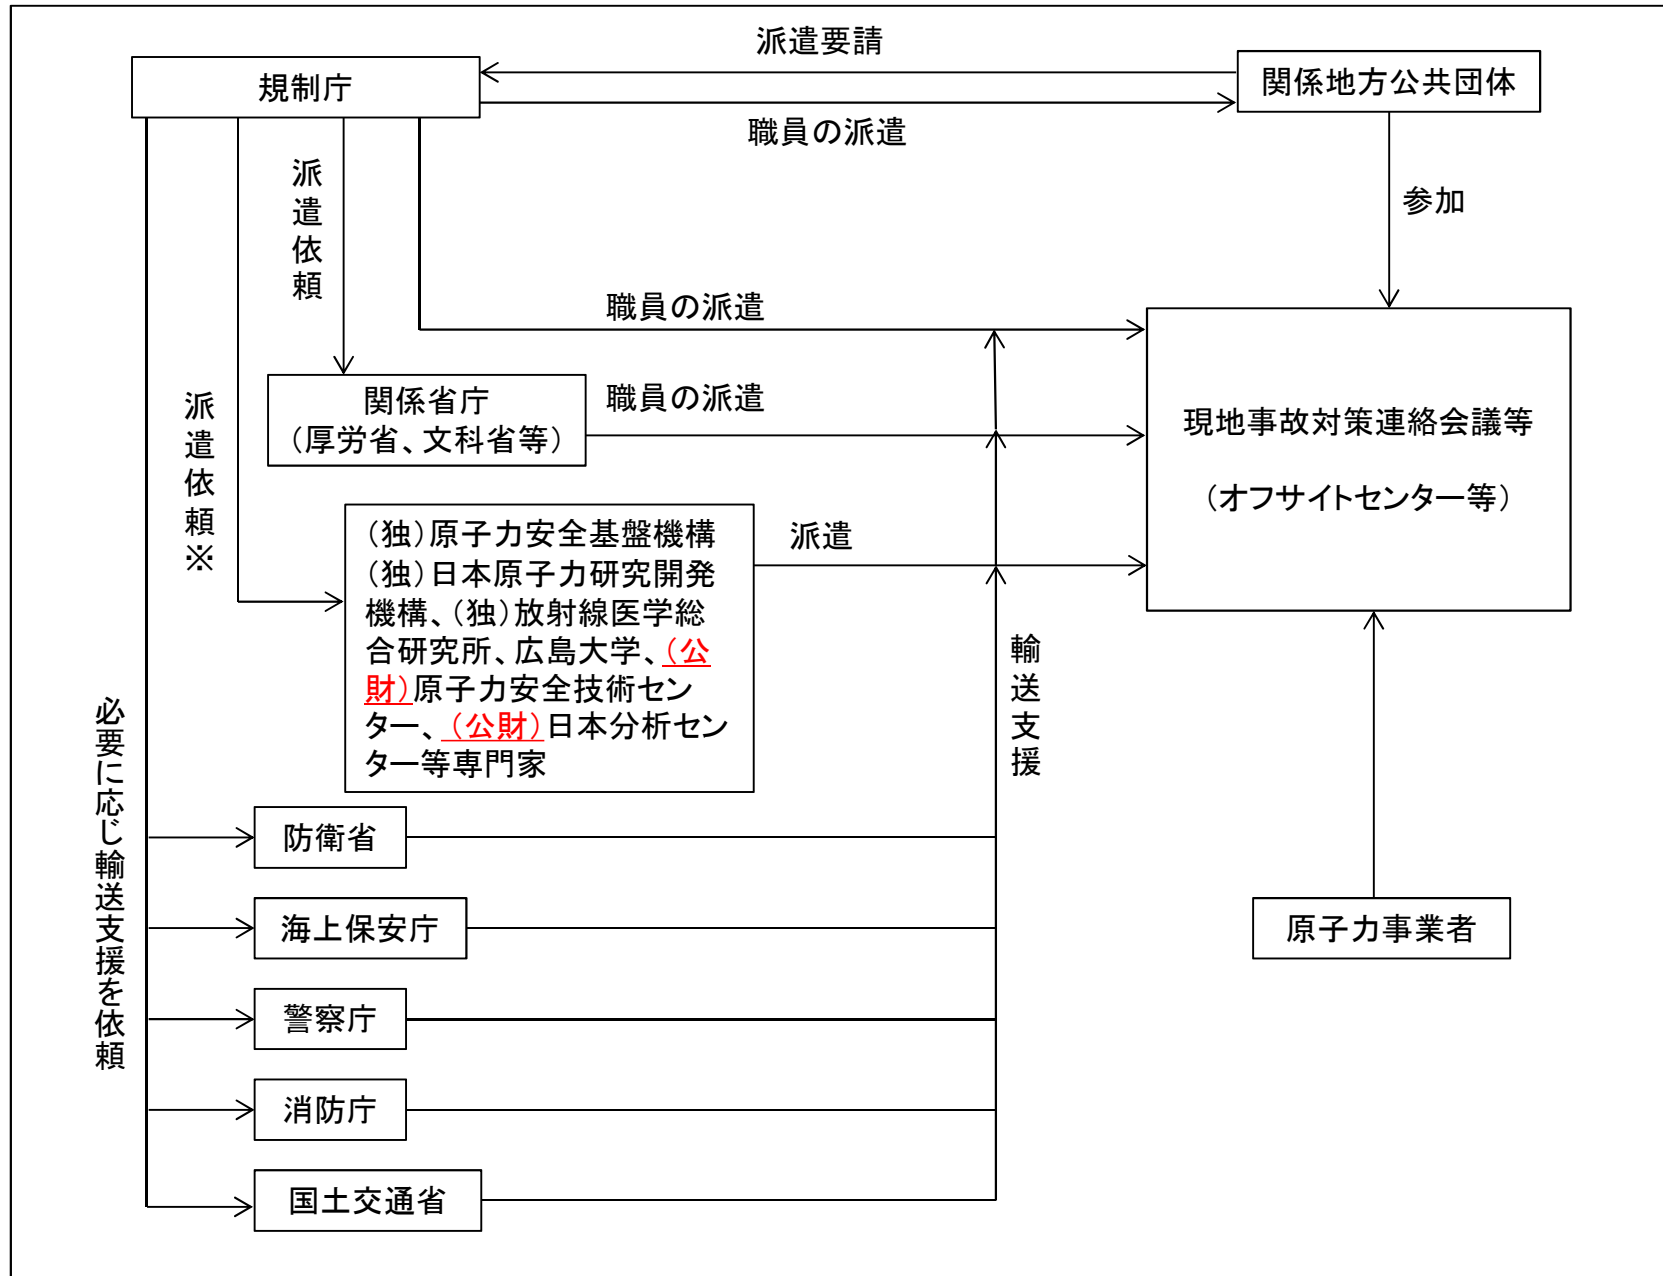 派遣要請
規制庁
関係地方公共団体
職員の派遣
派遣依頼
参加
職員の派遣
関係省庁
（厚労省、文科省等）
職員の派遣
派遣依頼※
現地事故対策連絡会議等
（オフサイトセンター等）
（独）原子力安全基盤機構
（独）日本原子力研究開発
機構、（独）放射線医学総
合研究所、広島大学、（公
財）原子力安全技術セン
ター、（公財）日本分析セン
ター等専門家
派遣
輸送支援
必要に応じ輸送支援を依頼
防衛省
海上保安庁
原子力事業者
警察庁
消防庁
国土交通省